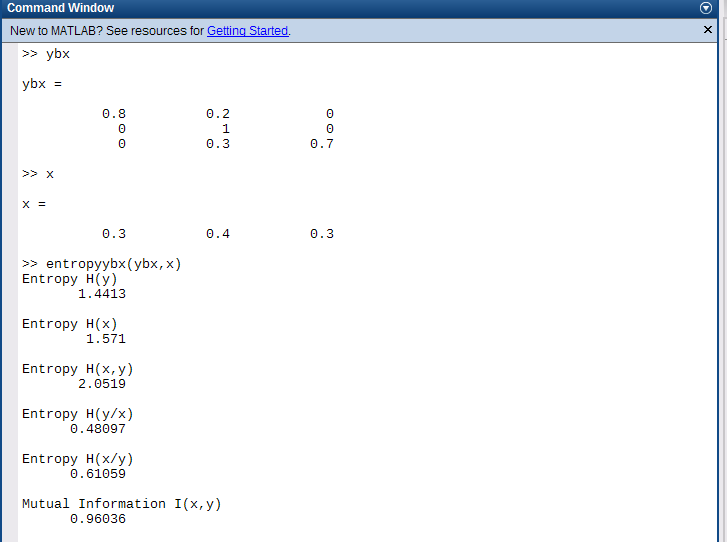 Command Window
New to MATLAB? See resources for Getting Started.
>> ybx
ybx =
0.8 0.2 0
0 1 0
0 0.3 0.7
>> x
x =
0.3 0.4 0.3
>> entropyybx(ybx,x)
Entropy H(y)
1.4413
Entropy H(x)
1.571
Entropy H(x,y)
2.0519
Entropy H(y/x)
0.48097
Entropy H(x/y)
0.61059
Mutual Information I(x,y)
0.96036